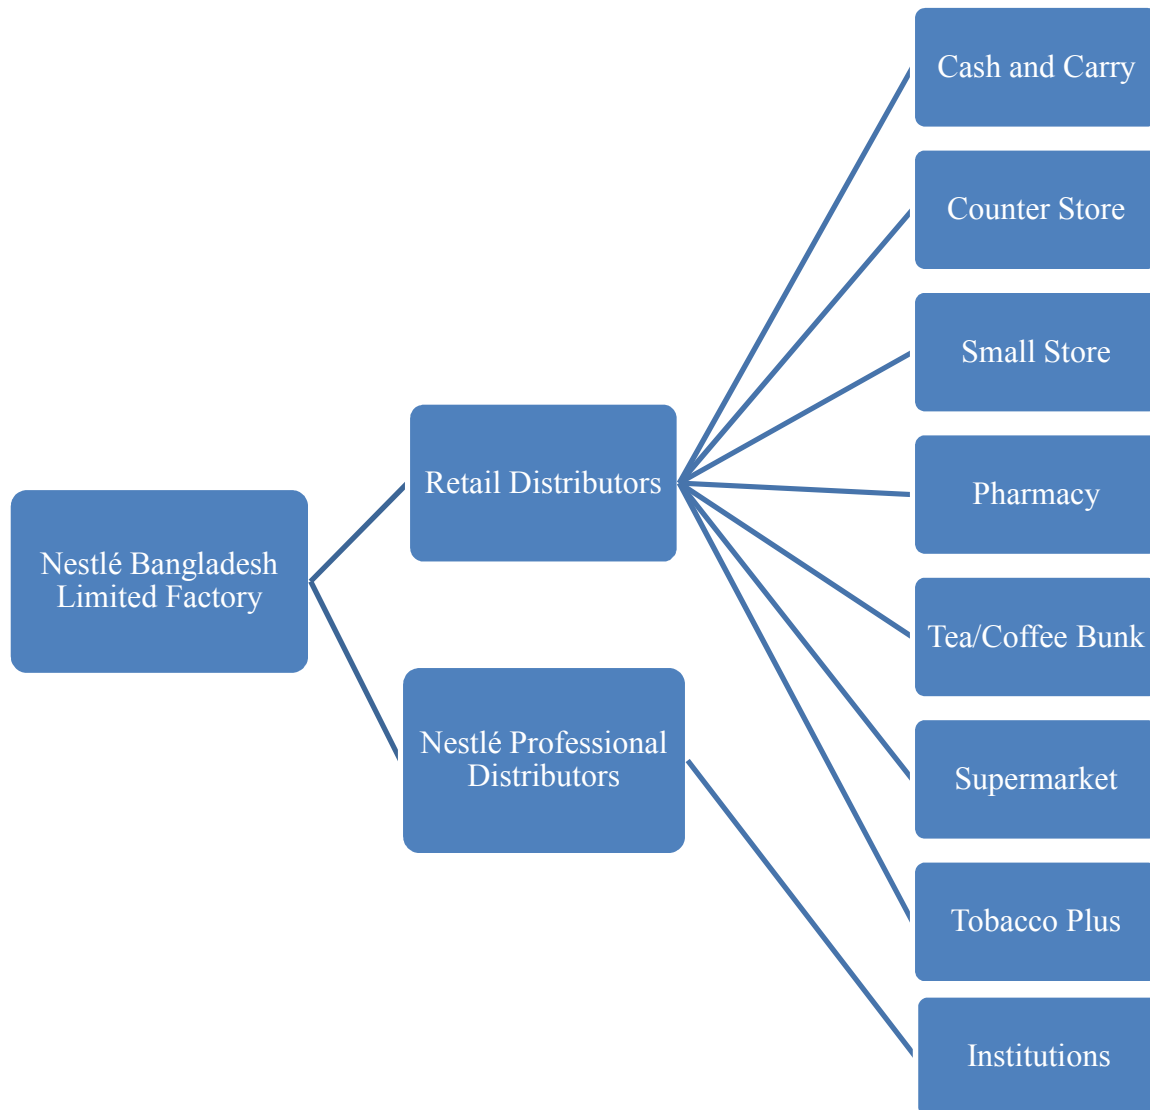 Cash and Carry
Counter Store
Small Store
Retail Distributors
Pharmacy
Nestlé Bangladesh
Limited Factory
Tea/Coffee Bunk
Nestlé Professional
Distributors
Supermarket
Tobacco Plus
Institutions